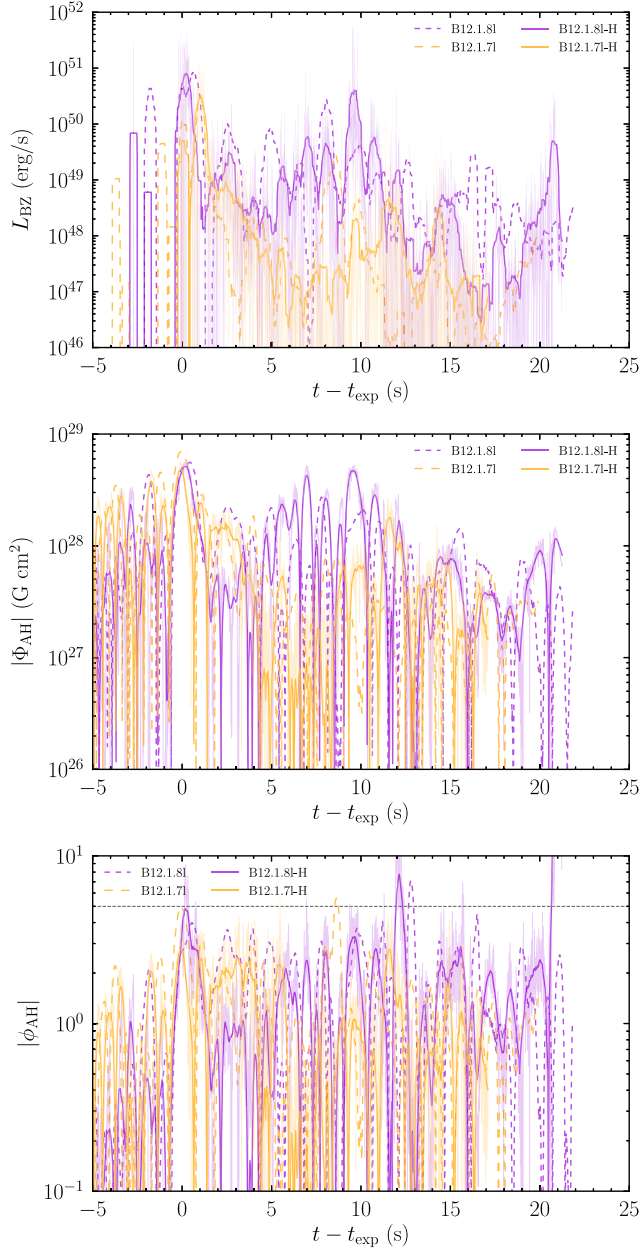 10^52
10^51
10^50
10^49
10^48
10^47
10^46
L_BZ (erg/s)
B12.1.8l
B12.1.7l
B12.1.8l-H
B12.1.7l-H
−5 0 5 10 15 20 25
t − t_exp (s)
10^29
10^28
10^27
10^26
|Φ_AH| (G cm^2)
B12.1.8l
B12.1.7l
B12.1.8l-H
B12.1.7l-H
−5 0 5 10 15 20 25
t − t_exp (s)
10^1
10^0
10^−1
|ϕ_AH|
B12.1.8l
B12.1.7l
B12.1.8l-H
B12.1.7l-H
−5 0 5 10 15 20 25
t − t_exp (s)